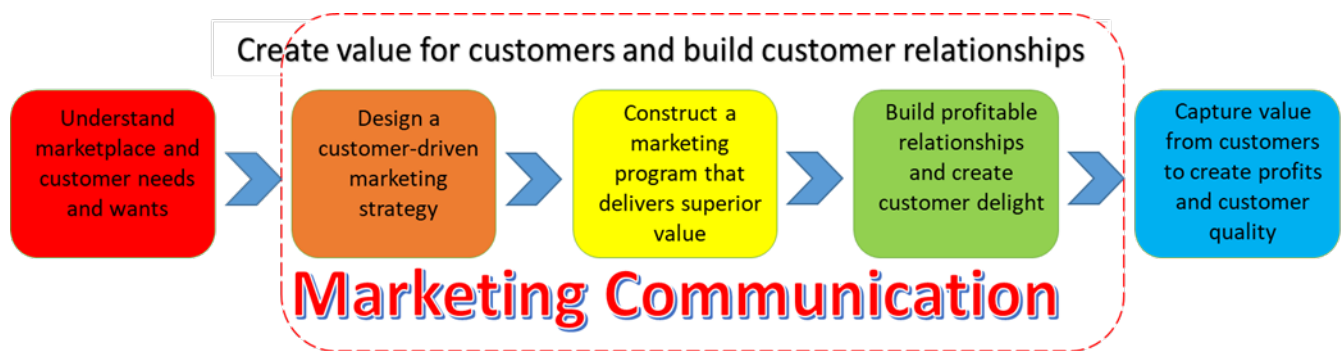 Create value for customers and build customer relationships
Understand
marketplace and
customer needs
and wants
Design a
customer-driven
marketing
strategy
Construct a
marketing
program that
delivers superior
value
Build profitable
relationships
and create
customer delight
Capture value
from customers
to create profits
and customer
quality
Marketing Communication